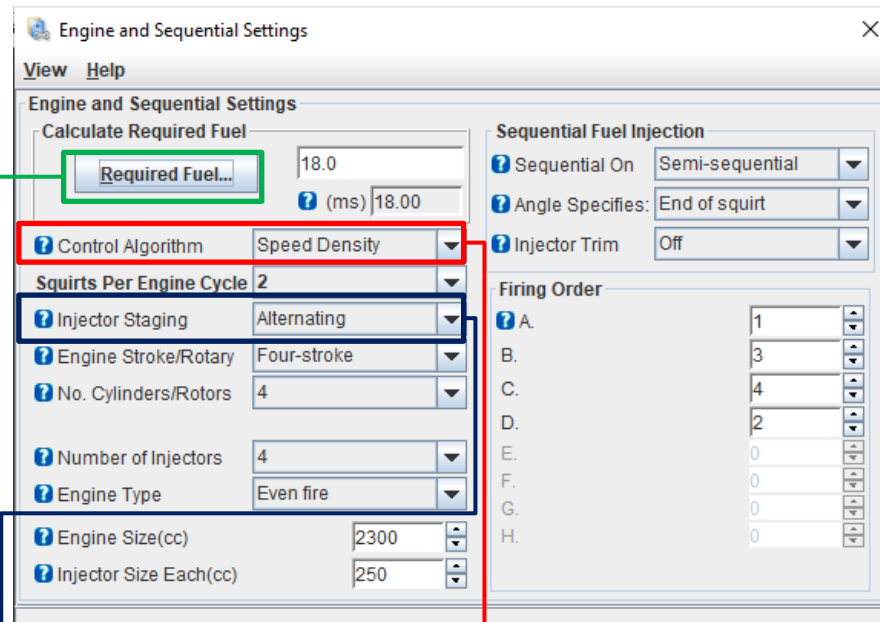 Engine and Sequential Settings
View Help
Engine and Sequential Settings
Calculate Required Fuel
Required Fuel...
18.0
(ms) 18.00
Control Algorithm Speed Density
Squirts Per Engine Cycle 2
Injector Staging Alternating
Engine Stroke/Rotary Four-stroke
No. Cylinders/Rotors 4
Number of Injectors 4
Engine Type Even fire
Engine Size(cc) 2300
Injector Size Each(cc) 250
Sequential Fuel Injection
Sequential On Semi-sequential
Angle Specifies: End of squirt
Injector Trim Off
Firing Order
A. 1
B. 3
C. 4
D. 2
E. 0
F. 0
G. 0
H. 0